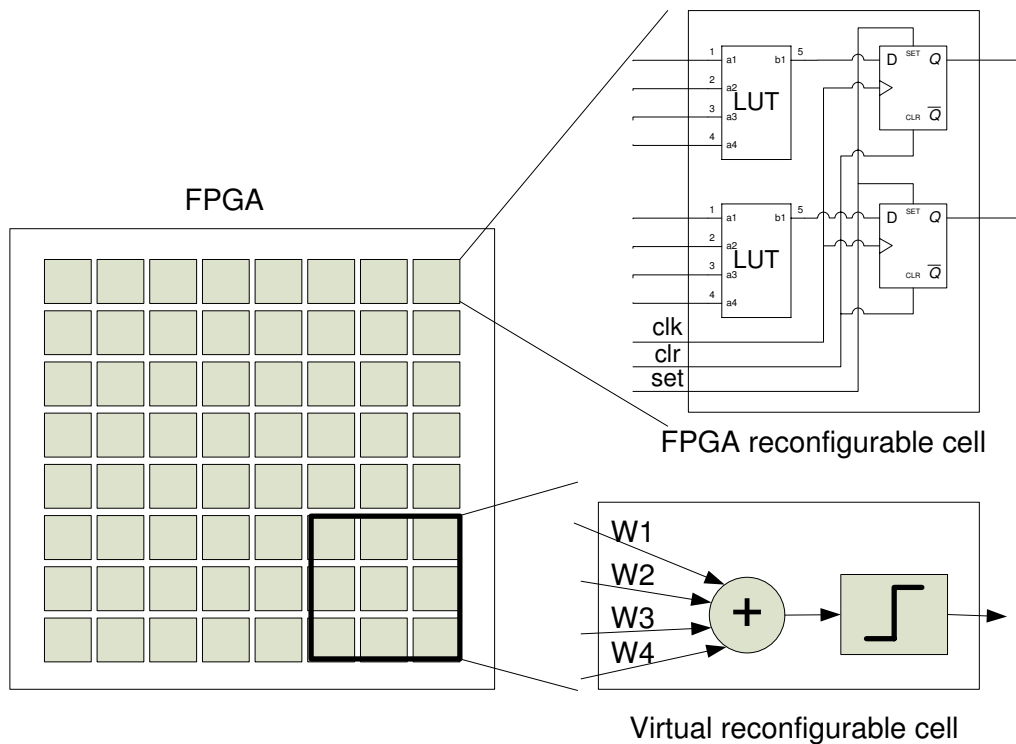 FPGA
1 a1 b1 5
2 a2
3 a3
4 a4
LUT
D SET Q
CLR Q
1 a1 b1 5
2 a2
3 a3
4 a4
LUT
D SET Q
CLR Q
clk
clr
set
FPGA reconfigurable cell
W1
W2
W3
W4
+
Virtual reconfigurable cell